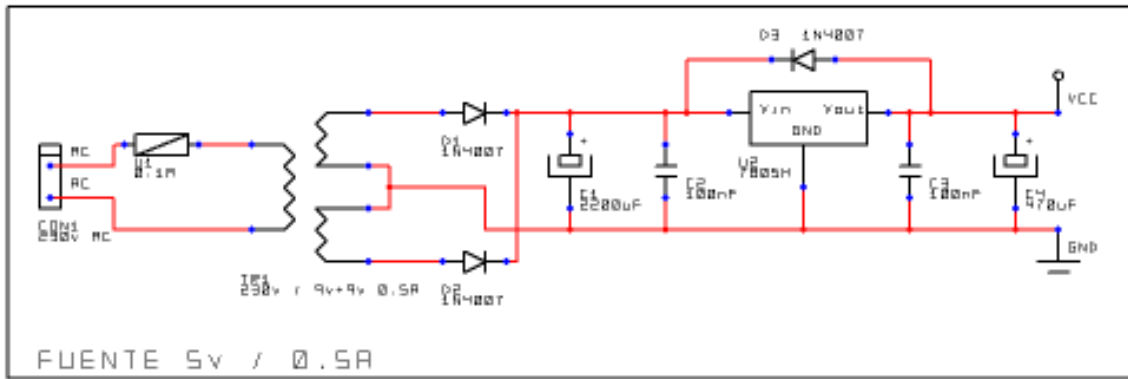 D3 1N4007
AC
U1
0.1A
AC
CON1
230v AC
TR1
230v / 9v+9v 0.5A
D1
1N4007
D2
1N4007
C1
2200uF
C2
100nF
Vin
Vout
GND
U2
7805H
C3
100nF
C4
470uF
VCC
GND
+
+
FUENTE 5v / 0.5A